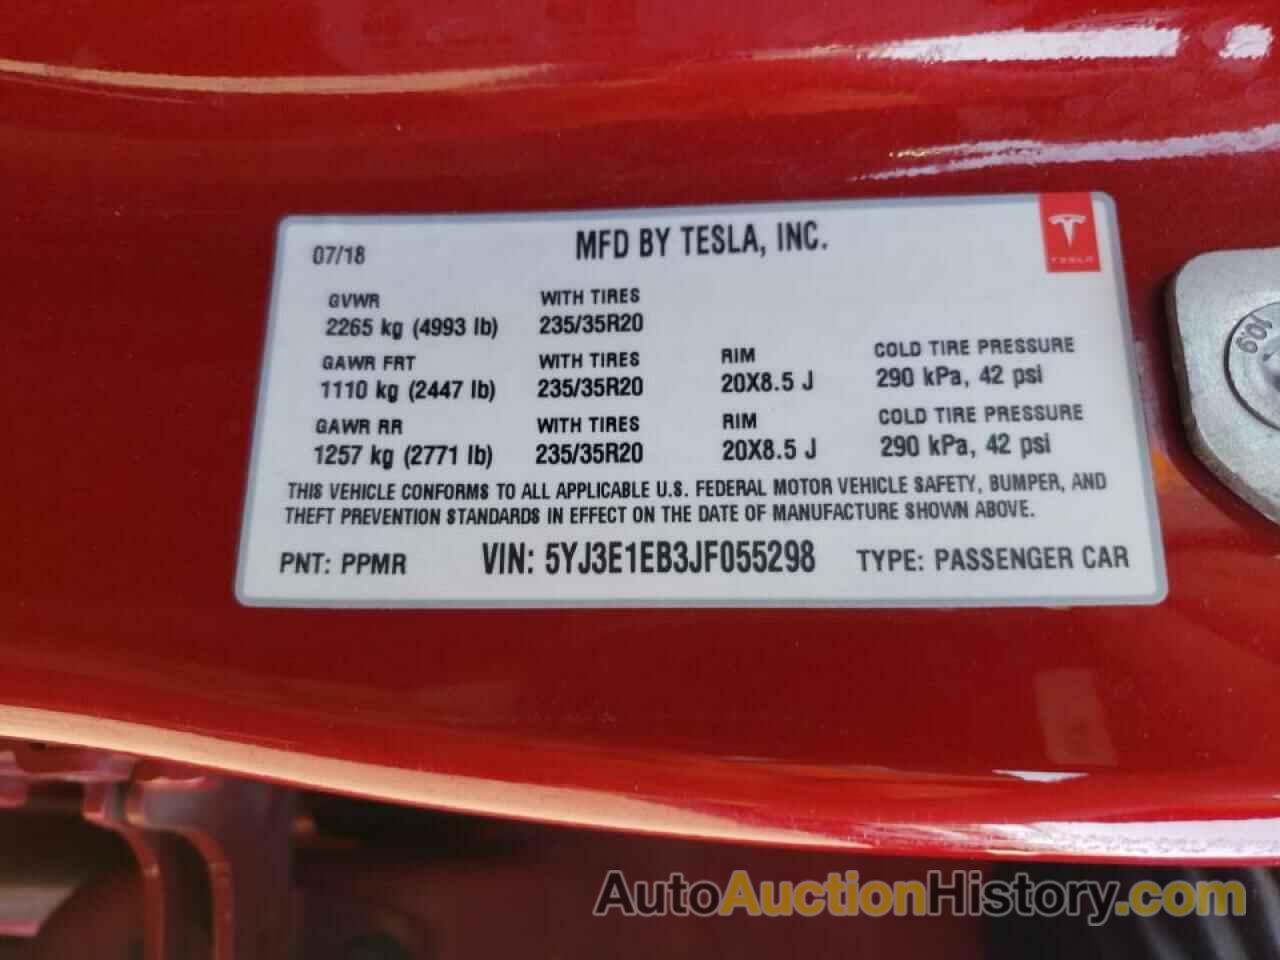 07/18 MFD BY TESLA, INC. TESLA
GVWR WITH TIRES
2265 kg (4993 lb) 235/35R20
GAWR FRT WITH TIRES RIM COLD TIRE PRESSURE
1110 kg (2447 lb) 235/35R20 20X8.5 J 290 kPa, 42 psi
GAWR RR WITH TIRES RIM COLD TIRE PRESSURE
1257 kg (2771 lb) 235/35R20 20X8.5 J 290 kPa, 42 psi
THIS VEHICLE CONFORMS TO ALL APPLICABLE U.S. FEDERAL MOTOR VEHICLE SAFETY, BUMPER, AND
THEFT PREVENTION STANDARDS IN EFFECT ON THE DATE OF MANUFACTURE SHOWN ABOVE.
PNT: PPMR VIN: 5YJ3E1EB3JF055298 TYPE: PASSENGER CAR
10.9
AutoAuctionHistory.com